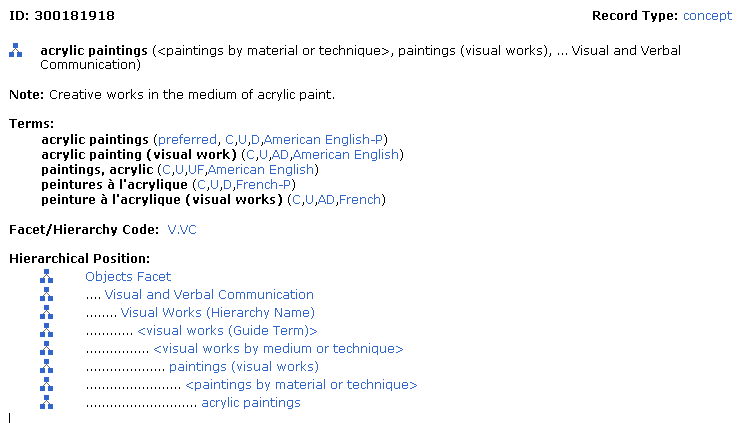 ID: 300181918 Record Type: concept
acrylic paintings (<paintings by material or technique>, paintings (visual works), ... Visual and Verbal
Communication)
Note: Creative works in the medium of acrylic paint.
Terms:
acrylic paintings (preferred, C,U,D,American English-P)
acrylic painting (visual work) (C,U,AD,American English)
paintings, acrylic (C,U,UF,American English)
peintures à l'acrylique (C,U,D,French-P)
peinture à l'acrylique (visual works) (C,U,AD,French)
Facet/Hierarchy Code: V.VC
Hierarchical Position:
Objects Facet
.... Visual and Verbal Communication
........ Visual Works (Hierarchy Name)
............ <visual works (Guide Term)>
................ <visual works by medium or technique>
.................... paintings (visual works)
........................ <paintings by material or technique>
............................ acrylic paintings